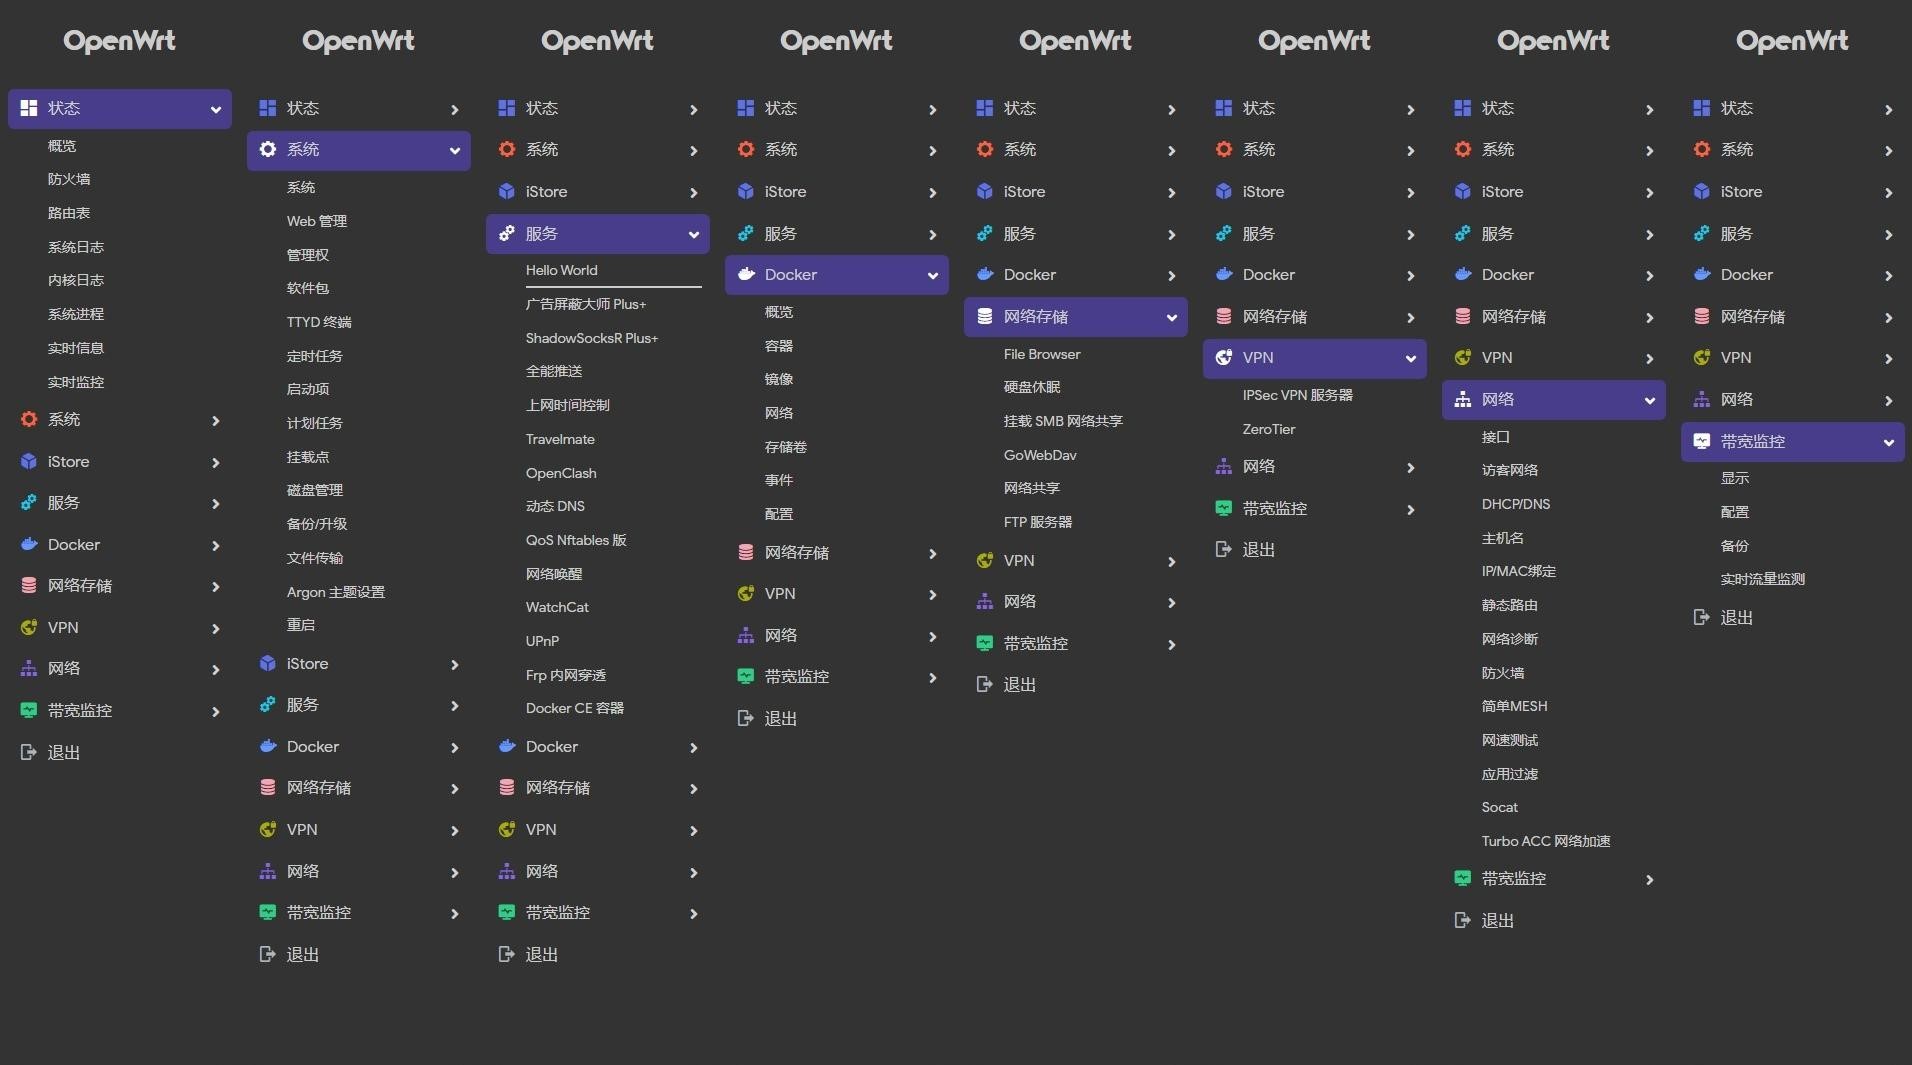 OpenWrt
状态
概览
防火墙
路由表
系统日志
内核日志
系统进程
实时信息
实时监控
系统
iStore
服务
Docker
网络存储
VPN
网络
带宽监控
退出
OpenWrt
状态
系统
系统
Web 管理
管理权
软件包
TTYD 终端
定时任务
启动项
计划任务
挂载点
磁盘管理
备份/升级
文件传输
Argon 主题设置
重启
iStore
服务
Docker
网络存储
VPN
网络
带宽监控
退出
OpenWrt
状态
系统
iStore
服务
Hello World
广告屏蔽大师 Plus+
ShadowSocksR Plus+
全能推送
上网时间控制
Travelmate
OpenClash
动态 DNS
QoS Nftables 版
网络唤醒
WatchCat
UPnP
Frp 内网穿透
Docker CE 容器
Docker
网络存储
VPN
网络
带宽监控
退出
OpenWrt
状态
系统
iStore
服务
Docker
概览
容器
镜像
网络
存储卷
事件
配置
网络存储
VPN
网络
带宽监控
退出
OpenWrt
状态
系统
iStore
服务
Docker
网络存储
File Browser
硬盘休眠
挂载 SMB 网络共享
GoWebDav
网络共享
FTP 服务器
VPN
网络
带宽监控
退出
OpenWrt
状态
系统
iStore
服务
Docker
网络存储
VPN
IPSec VPN 服务器
ZeroTier
网络
带宽监控
退出
OpenWrt
状态
系统
iStore
服务
Docker
网络存储
VPN
网络
接口
访客网络
DHCP/DNS
主机名
IP/MAC绑定
静态路由
网络诊断
防火墙
简单MESH
网速测试
应用过滤
Socat
Turbo ACC 网络加速
带宽监控
退出
OpenWrt
状态
系统
iStore
服务
Docker
网络存储
VPN
网络
带宽监控
显示
配置
备份
实时流量监测
退出